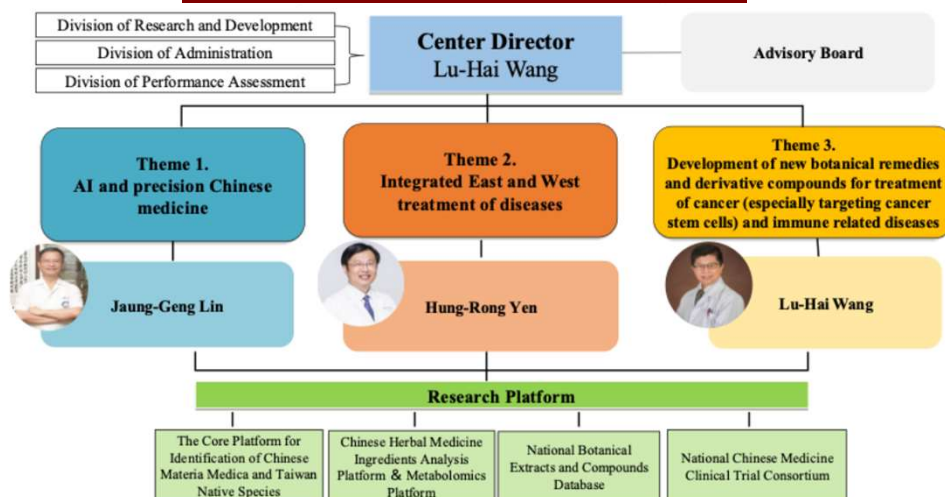 Division of Research and Development
Division of Administration
Division of Performance Assessment
Center Director
Lu-Hai Wang
Advisory Board
Theme 1.
AI and precision Chinese
medicine
Theme 2.
Integrated East and West
treatment of diseases
Theme 3.
Development of new botanical remedies
and derivative compounds for treatment
of cancer (especially targeting cancer
stem cells) and immune related diseases
Jaung-Geng Lin
Hung-Rong Yen
Lu-Hai Wang
Research Platform
The Core Platform for
Identification of Chinese
Materia Medica and Taiwan
Native Species
Chinese Herbal Medicine
Ingredients Analysis
Platform & Metabolomics
Platform
National Botanical
Extracts and Compounds
Database
National Chinese Medicine
Clinical Trial Consortium